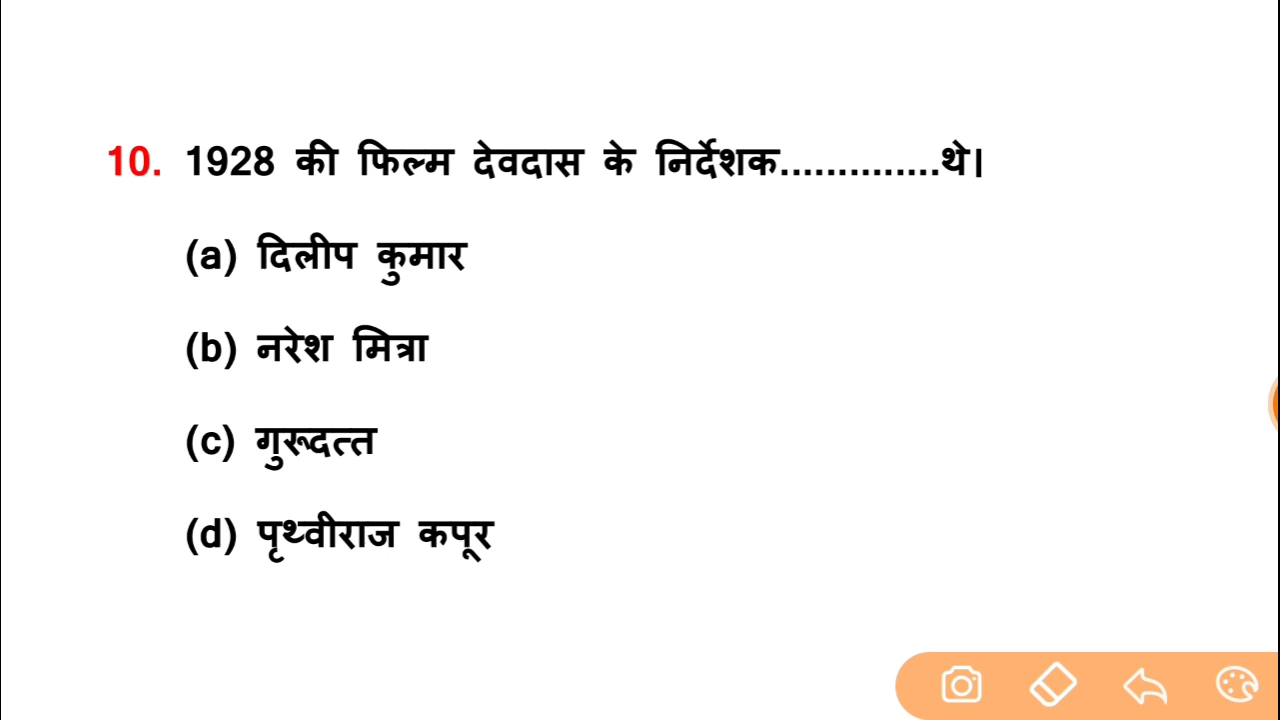 10. 1928 की फिल्म देवदास के निर्देशक..............थे।
(a) दिलीप कुमार
(b) नरेश मित्रा
(c) गुरूदत्त
(d) पृथ्वीराज कपूर